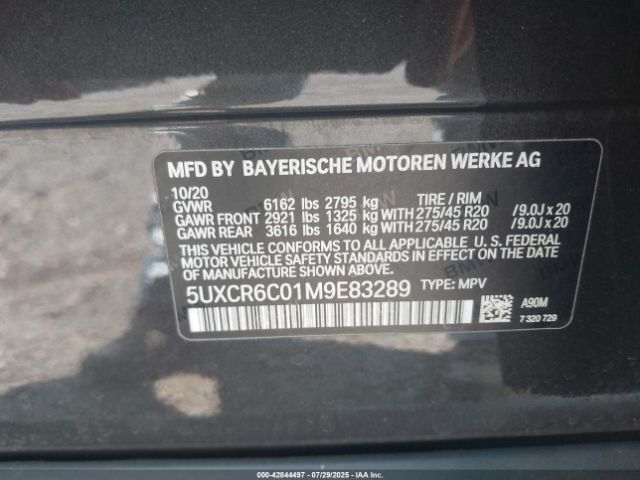 MFD BY BAYERISCHE MOTOREN WERKE AG
10/20
GVWR 6162 lbs 2795 kg TIRE / RIM
GAWR FRONT 2921 lbs 1325 kg WITH 275/45 R20 /9.0J x 20
GAWR REAR 3616 lbs 1640 kg WITH 275/45 R20 /9.0J x 20
THIS VEHICLE CONFORMS TO ALL APPLICABLE U. S. FEDERAL
MOTOR VEHICLE SAFETY STANDARDS IN EFFECT ON THE
DATE OF MANUFACTURE SHOWN ABOVE.
5UXCR6C01M9E83289 TYPE: MPV
A90M
7 320 729
000-42844497 - 07/29/2025 - IAAI.COM